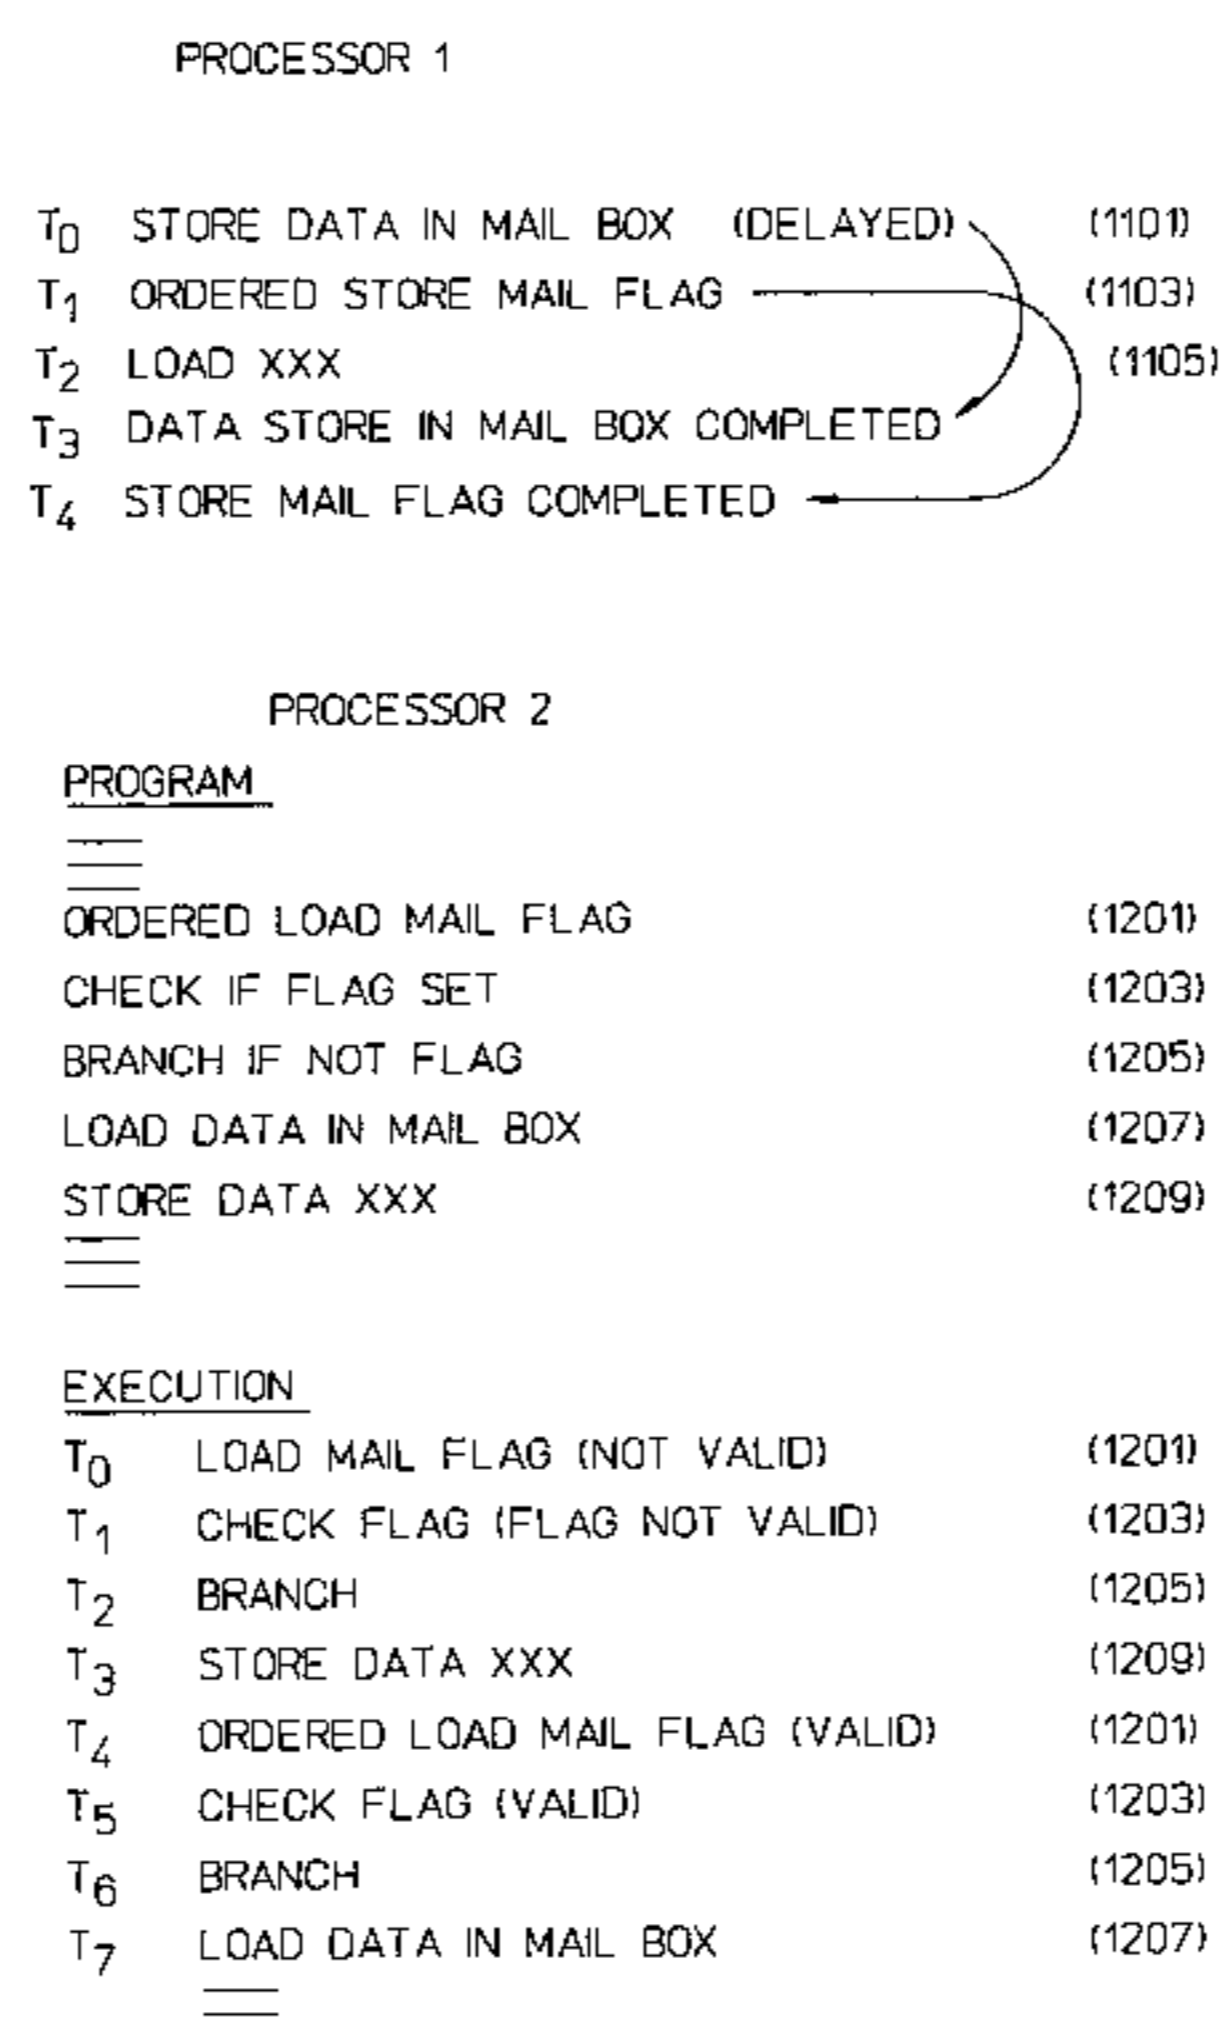 PROCESSOR 1
T0 STORE DATA IN MAIL BOX (DELAYED) (1101)
T1 ORDERED STORE MAIL FLAG (1103)
T2 LOAD XXX (1105)
T3 DATA STORE IN MAIL BOX COMPLETED
T4 STORE MAIL FLAG COMPLETED
PROCESSOR 2
PROGRAM
ORDERED LOAD MAIL FLAG (1201)
CHECK IF FLAG SET (1203)
BRANCH IF NOT FLAG (1205)
LOAD DATA IN MAIL BOX (1207)
STORE DATA XXX (1209)
EXECUTION
T0 LOAD MAIL FLAG (NOT VALID) (1201)
T1 CHECK FLAG (FLAG NOT VALID) (1203)
T2 BRANCH (1205)
T3 STORE DATA XXX (1209)
T4 ORDERED LOAD MAIL FLAG (VALID) (1201)
T5 CHECK FLAG (VALID) (1203)
T6 BRANCH (1205)
T7 LOAD DATA IN MAIL BOX (1207)